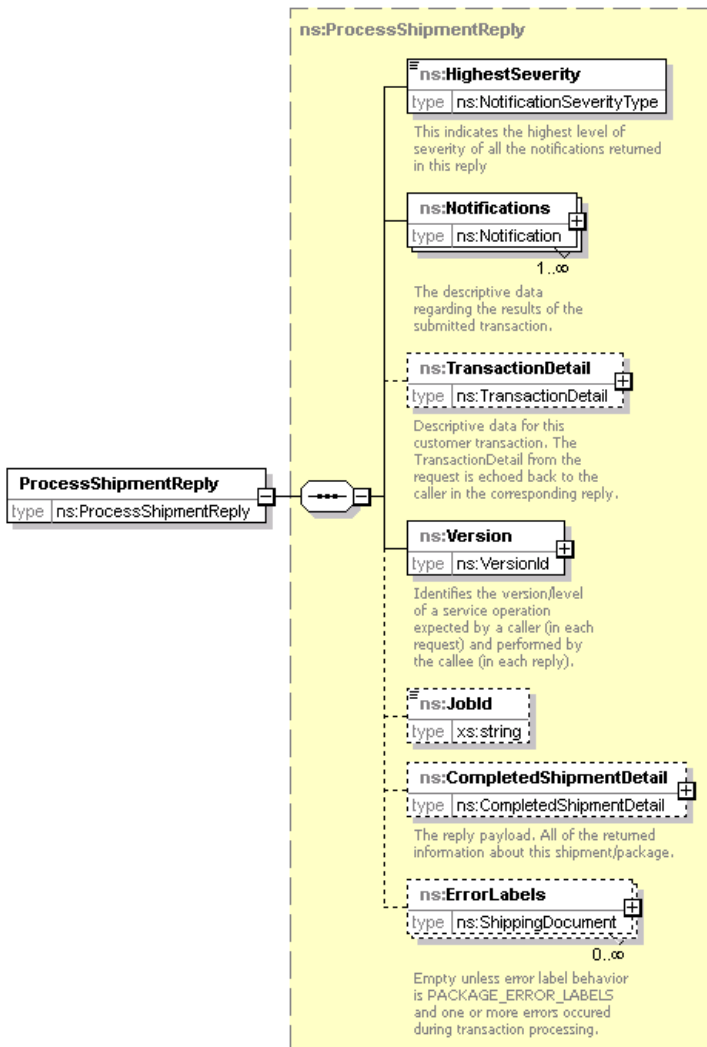 ns:ProcessShipmentReply
ns:HighestSeverity
type ns:NotificationSeverityType
This indicates the highest level of
severity of all the notifications returned
in this reply
ns:Notifications
type ns:Notification
1..∞
The descriptive data
regarding the results of the
submitted transaction.
ns:TransactionDetail
type ns:TransactionDetail
Descriptive data for this
customer transaction. The
TransactionDetail from the
request is echoed back to the
caller in the corresponding reply.
ProcessShipmentReply
type ns:ProcessShipmentReply
ns:Version
type ns:VersionId
Identifies the version/level
of a service operation
expected by a caller (in each
request) and performed by
the callee (in each reply).
ns:JobId
type xs:string
ns:CompletedShipmentDetail
type ns:CompletedShipmentDetail
The reply payload. All of the returned
information about this shipment/package.
ns:ErrorLabels
type ns:ShippingDocument
0..∞
Empty unless error label behavior
is PACKAGE_ERROR_LABELS
and one or more errors occured
during transaction processing.